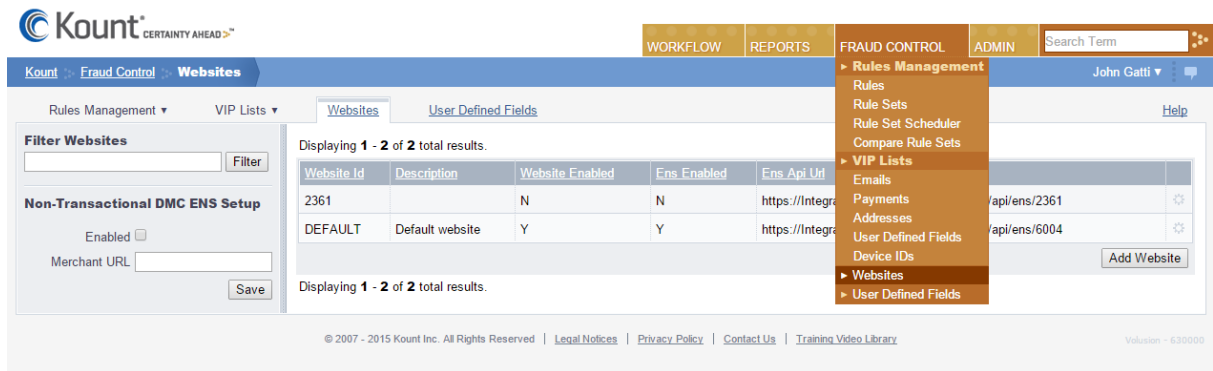 Kount® CERTAINTY AHEAD >™
WORKFLOW REPORTS FRAUD CONTROL ADMIN Search Term
Kount :- Fraud Control :- Websites
John Gatti ▼
► Rules Management
Rules
Rule Sets
Rule Set Scheduler
Compare Rule Sets
► VIP Lists
Emails
Payments
Addresses
User Defined Fields
Device IDs
► Websites
► User Defined Fields
Rules Management ▼ VIP Lists ▼ Websites User Defined Fields Help
Filter Websites
Filter
Non-Transactional DMC ENS Setup
Enabled
Merchant URL
Save
Displaying 1 - 2 of 2 total results.
Website Id Description Website Enabled Ens Enabled Ens Api Url
2361 N N https://Integra /api/ens/2361
DEFAULT Default website Y Y https://Integra /api/ens/6004
Add Website
Displaying 1 - 2 of 2 total results.
© 2007 - 2015 Kount Inc. All Rights Reserved | Legal Notices | Privacy Policy | Contact Us | Training Video Library
Volusion - 630000